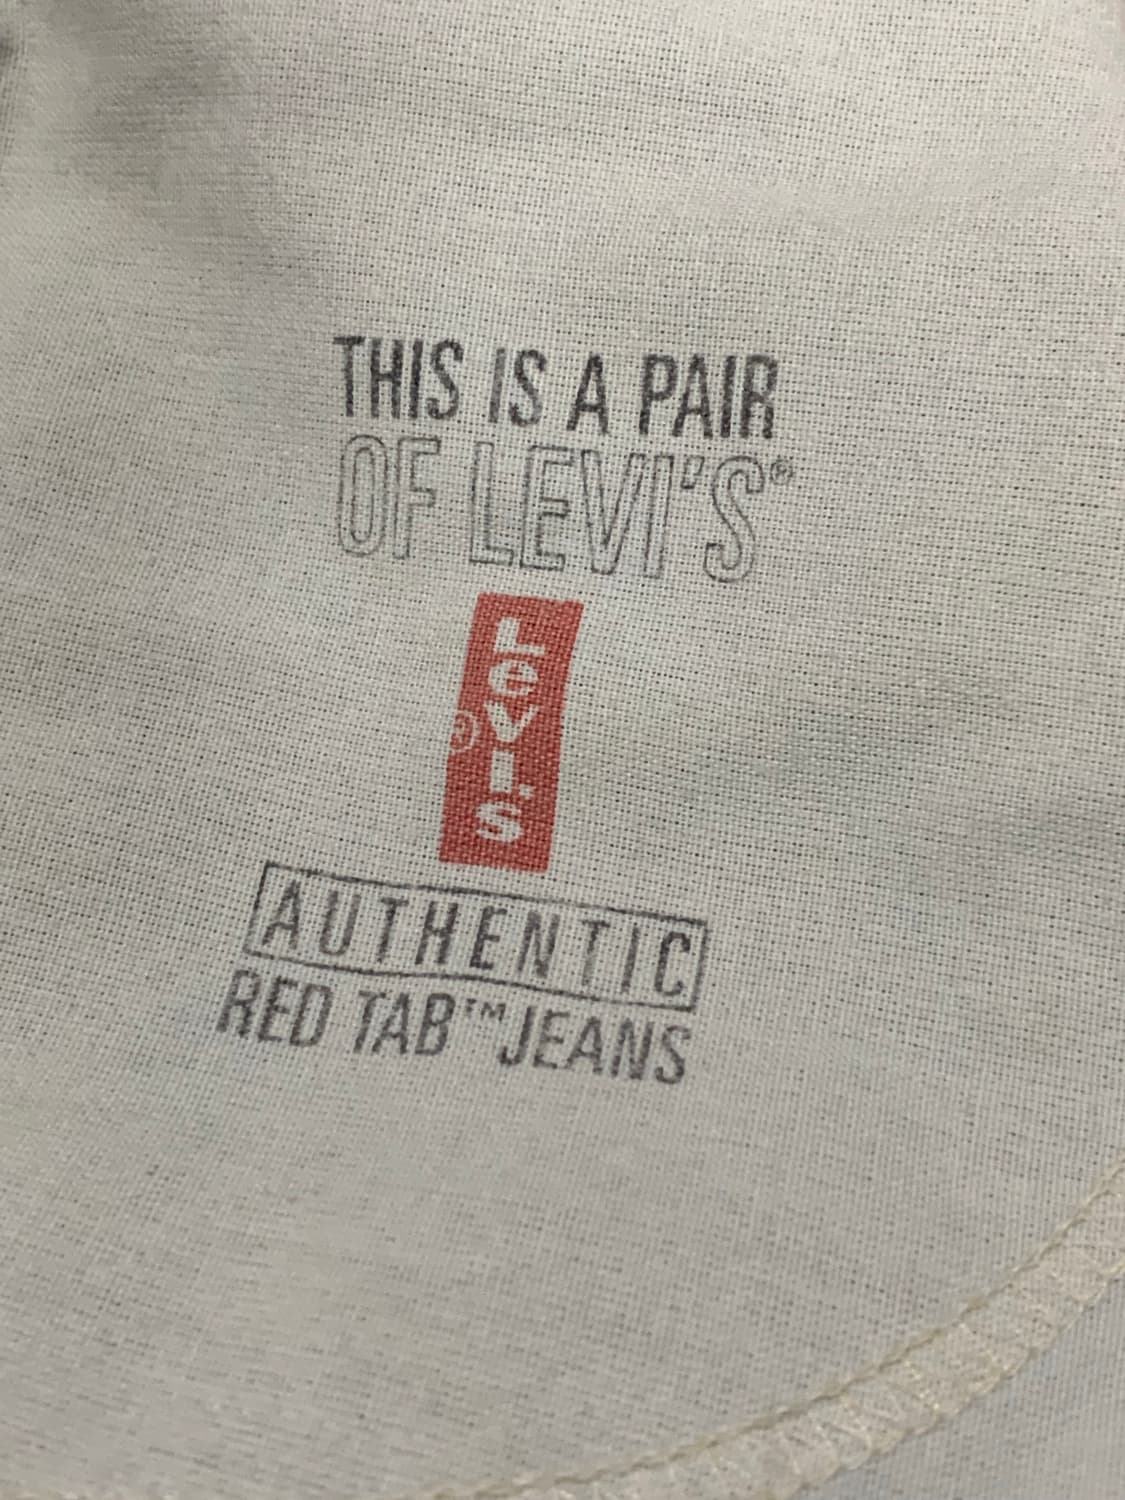 THIS IS A PAIR
OF LEVI'S®
LEVI'S
®
AUTHENTIC
RED TAB™ JEANS